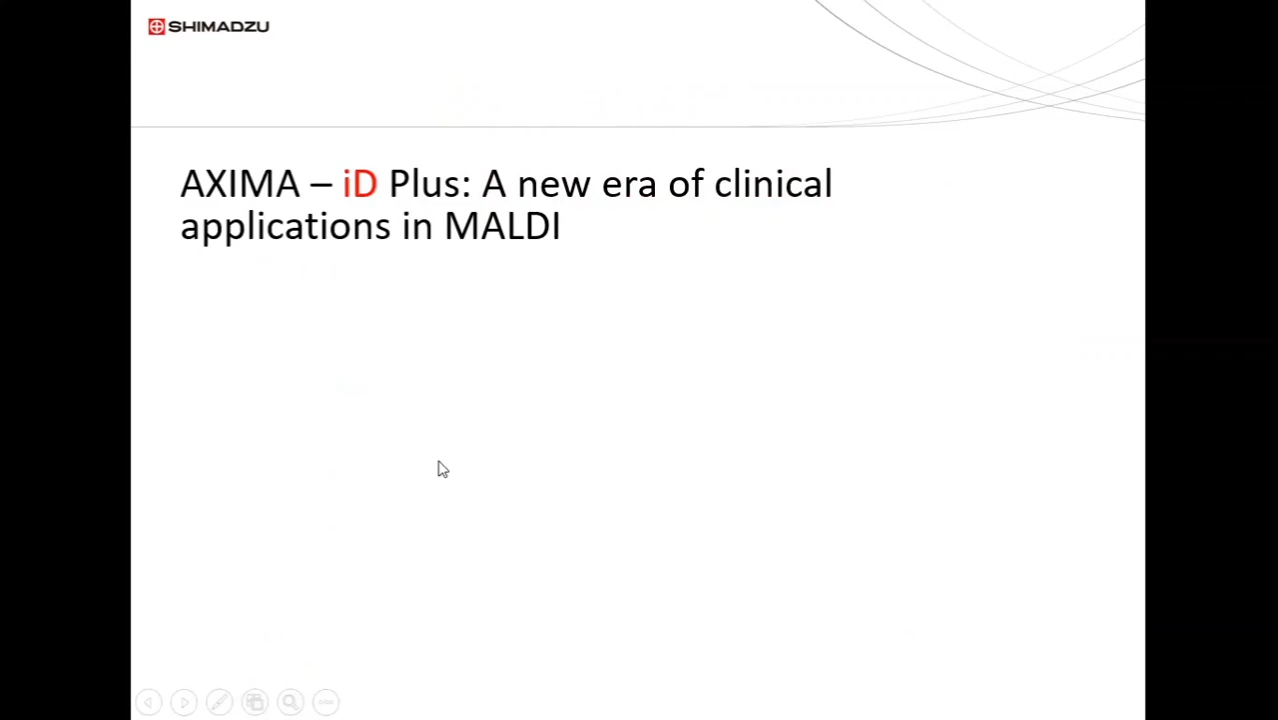 SHIMADZU
AXIMA – iD Plus: A new era of clinical
applications in MALDI